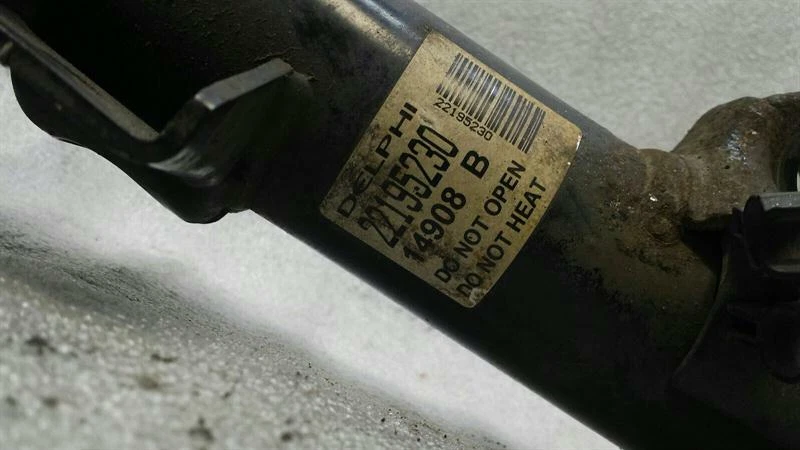 22195230
DELPHI
22195230
14908 B
DO NOT OPEN
DO NOT HEAT